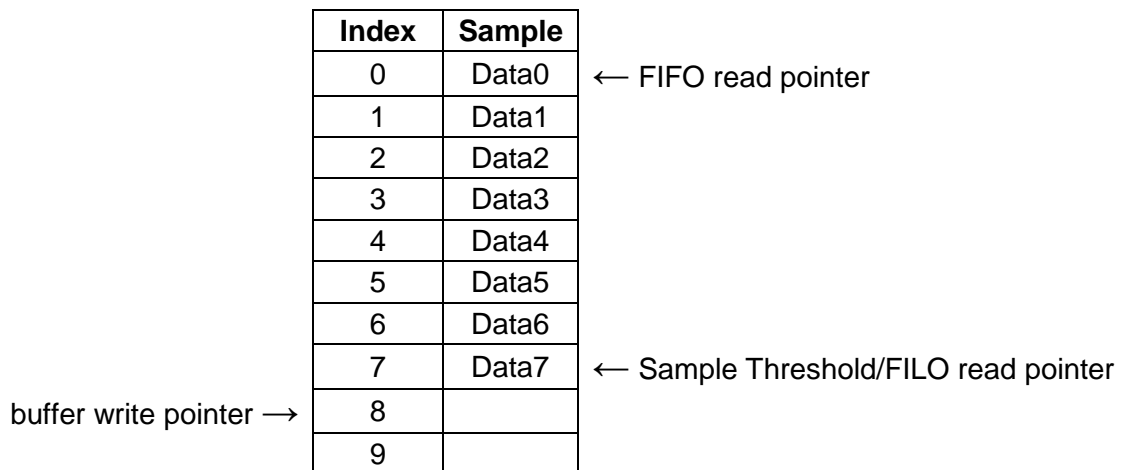 Index Sample
0 Data0 ← FIFO read pointer
1 Data1
2 Data2
3 Data3
4 Data4
5 Data5
6 Data6
7 Data7 ← Sample Threshold/FILO read pointer
buffer write pointer → 8
9